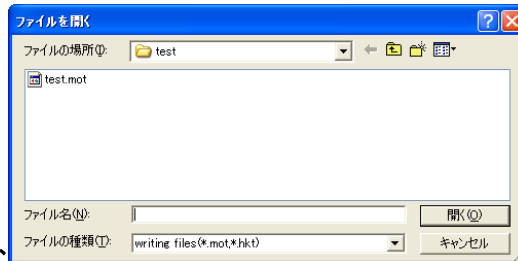 ファイルを開く
ファイルの場所(I): test
test.mot
ファイル名(N): 開く(O)
ファイルの種類(T): writing files(*.mot,*.hkt) キャンセル